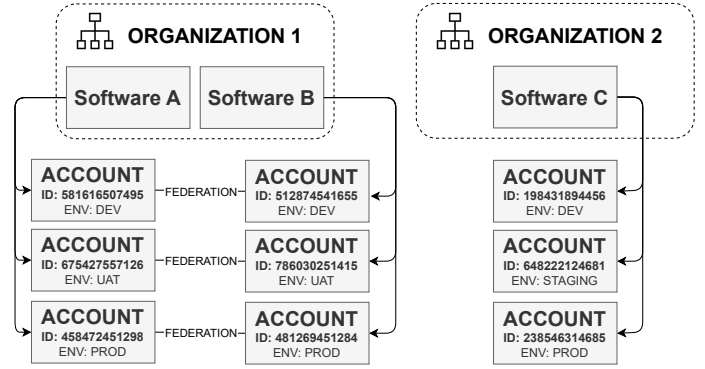 ORGANIZATION 1
ORGANIZATION 2
Software A
Software B
Software C
ACCOUNT
ID: 581616507495
ENV: DEV
FEDERATION
ACCOUNT
ID: 512874541655
ENV: DEV
ACCOUNT
ID: 198431894456
ENV: DEV
ACCOUNT
ID: 675427557126
ENV: UAT
FEDERATION
ACCOUNT
ID: 786030251415
ENV: UAT
ACCOUNT
ID: 648222124681
ENV: STAGING
ACCOUNT
ID: 458472451298
ENV: PROD
FEDERATION
ACCOUNT
ID: 481269451284
ENV: PROD
ACCOUNT
ID: 238546314685
ENV: PROD